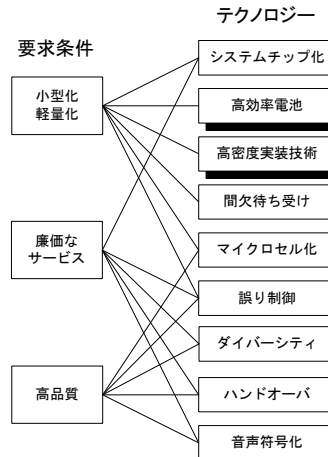 テクノロジー
要求条件
小型化
軽量化
廉価な
サービス
高品質
システムチップ化
高効率電池
高密度実装技術
間欠待ち受け
マイクロセル化
誤り制御
ダイバーシティ
ハンドオーバ
音声符号化